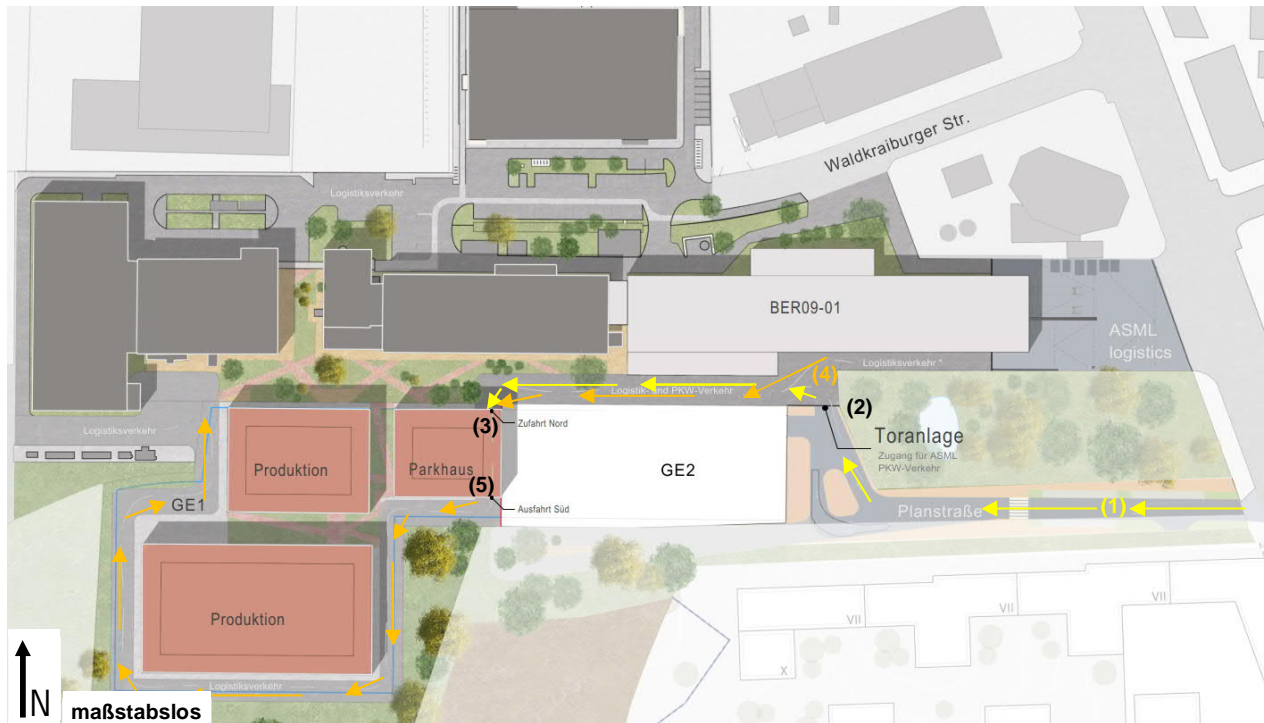 Waldkraiburger Str.
Logistiksverkehr
BER09-01
ASML
logistics
Logistiksverkehr *
(4)
Logistik- und PKW-Verkehr
(2)
(3)
Zufahrt Nord
Toranlage
Zugang für ASML
PKW-Verkehr
Logistiksverkehr
Produktion
Parkhaus
GE2
(5)
GE1
Ausfahrt Süd
Planstraße
(1)
Produktion
VII
VII
VII
X
Logistiksverkehr
N
maßstabslos